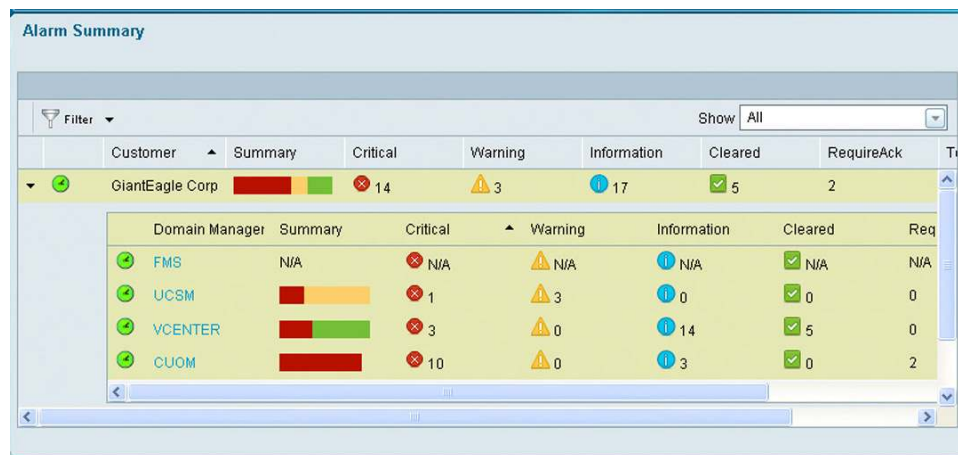 Alarm Summary
Filter Show All
Customer Summary Critical Warning Information Cleared RequireAck
GiantEagle Corp 14 3 17 5 2
Domain Manager Summary Critical Warning Information Cleared Req
FMS N/A N/A N/A N/A N/A N/A
UCSM 1 3 0 0 0
VCENTER 3 0 14 5 0
CUOM 10 0 3 0 2